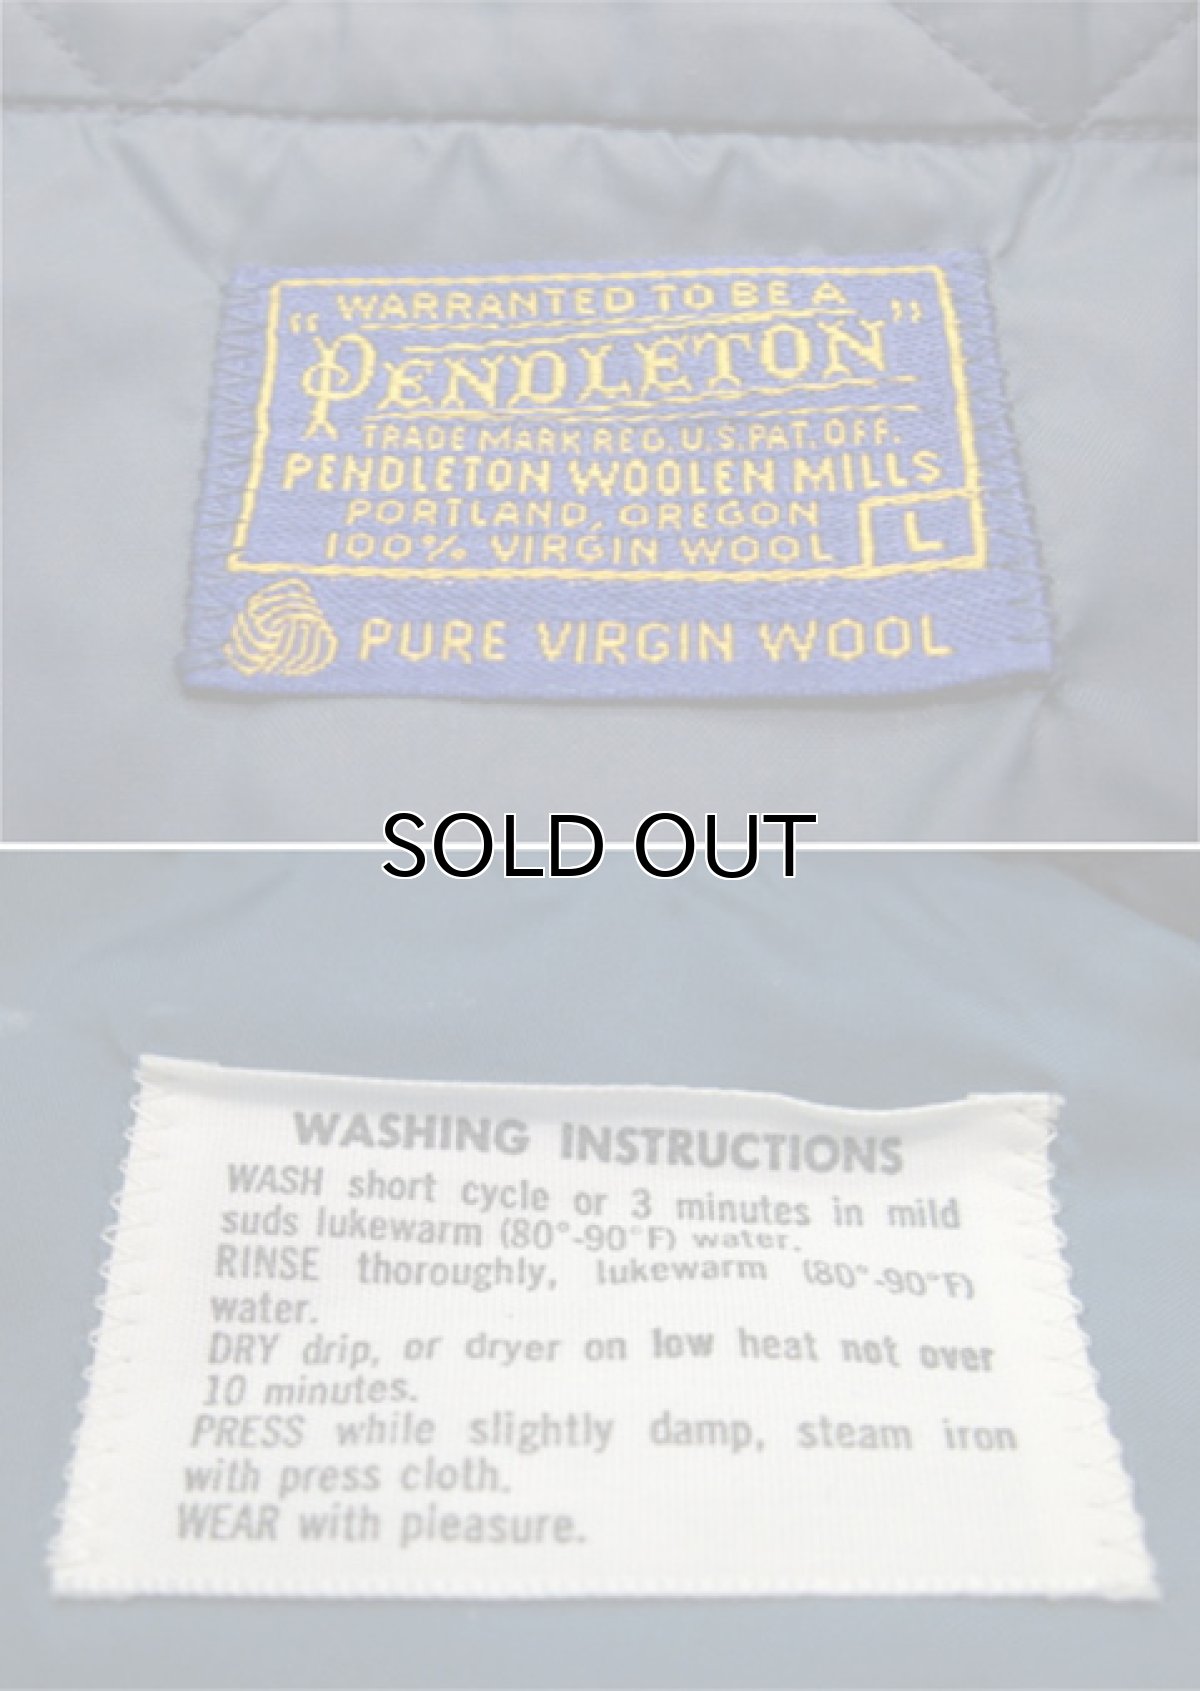 WARRANTED TO BE A
"PENDLETON"
TRADE MARK REG. U.S. PAT. OFF.
PENDLETON WOOLEN MILLS
PORTLAND, OREGON
100% VIRGIN WOOL
L
PURE VIRGIN WOOL
SOLD OUT
WASHING INSTRUCTIONS
WASH short cycle or 3 minutes in mild
suds lukewarm (80°-90°F) water.
RINSE thoroughly, lukewarm (80°-90°F)
water.
DRY drip, or dryer on low heat not over
10 minutes.
PRESS while slightly damp, steam iron
with press cloth.
WEAR with pleasure.